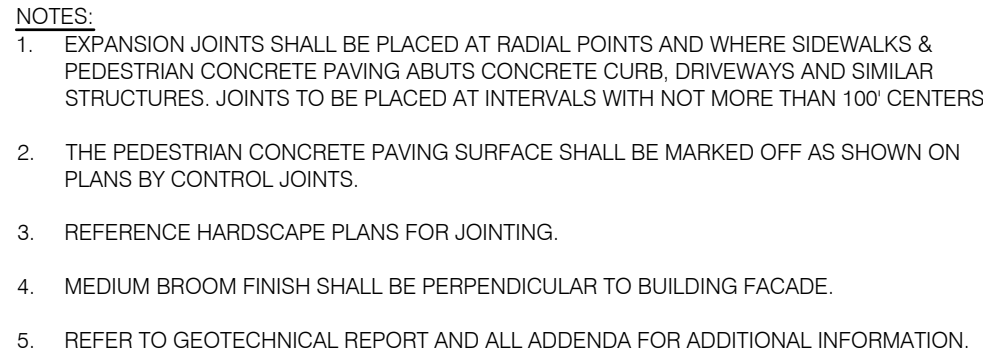 NOTES:
1. EXPANSION JOINTS SHALL BE PLACED AT RADIAL POINTS AND WHERE SIDEWALKS &
PEDESTRIAN CONCRETE PAVING ABUTS CONCRETE CURB, DRIVEWAYS AND SIMILAR
STRUCTURES. JOINTS TO BE PLACED AT INTERVALS WITH NOT MORE THAN 100' CENTERS
2. THE PEDESTRIAN CONCRETE PAVING SURFACE SHALL BE MARKED OFF AS SHOWN ON
PLANS BY CONTROL JOINTS.
3. REFERENCE HARDSCAPE PLANS FOR JOINTING.
4. MEDIUM BROOM FINISH SHALL BE PERPENDICULAR TO BUILDING FACADE.
5. REFER TO GEOTECHNICAL REPORT AND ALL ADDENDA FOR ADDITIONAL INFORMATION.